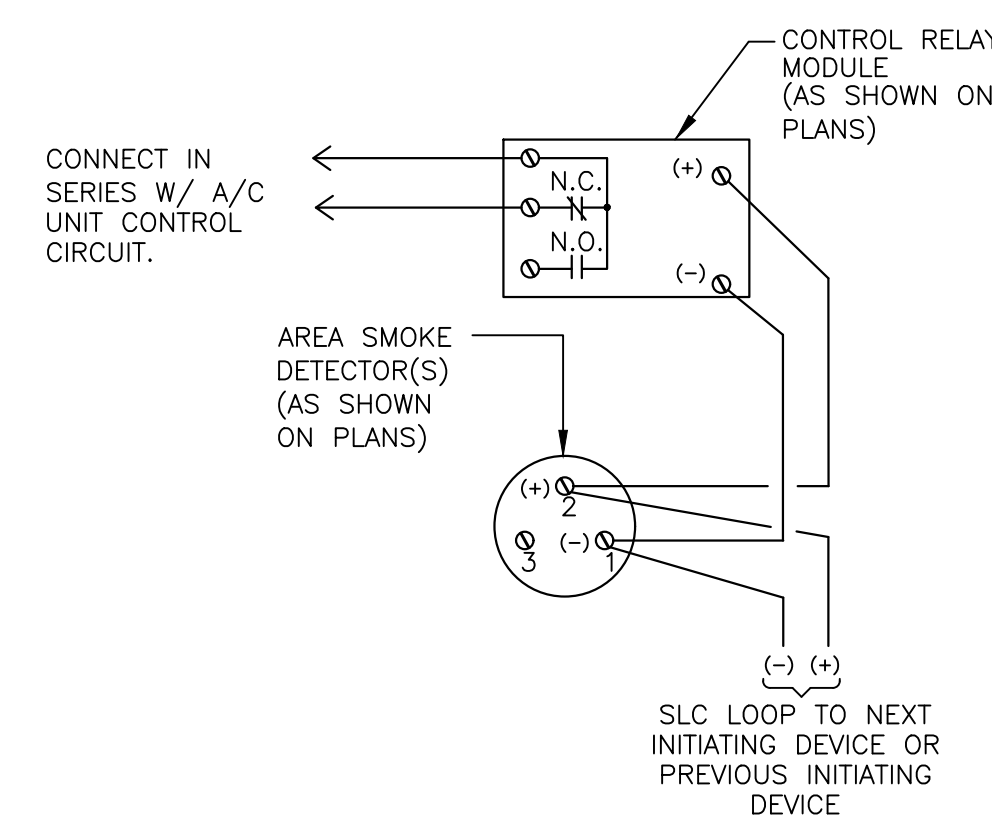 CONTROL RELAY
MODULE
(AS SHOWN ON
PLANS)
CONNECT IN
SERIES W/ A/C
UNIT CONTROL
CIRCUIT.
N.C.
N.O.
(+)
(-)
AREA SMOKE
DETECTOR(S)
(AS SHOWN
ON PLANS)
(+)
2
3
(-)
1
(-) (+)
SLC LOOP TO NEXT
INITIATING DEVICE OR
PREVIOUS INITIATING
DEVICE